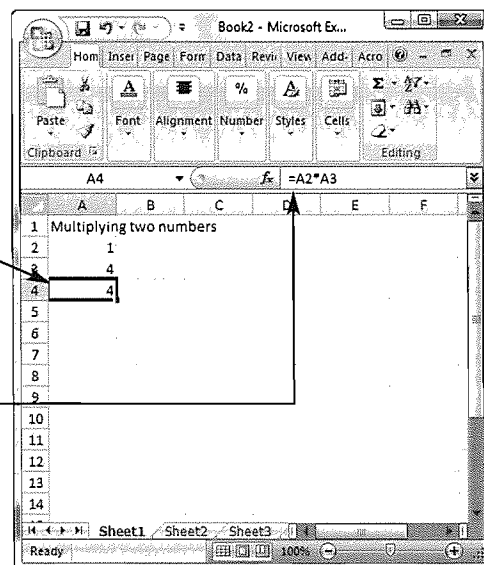 Book2 - Microsoft Ex...
Hom Inser Page Form Data Revie View Add- Acro
Paste Font Alignment Number Styles Cells
Clipboard Editing
A4 fx =A2*A3
A B C D E F
1 Multiplying two numbers
2 1
3 4
4 4
5
6
7
8
9
10
11
12
13
14
Sheet1 Sheet2 Sheet3
Ready 100%